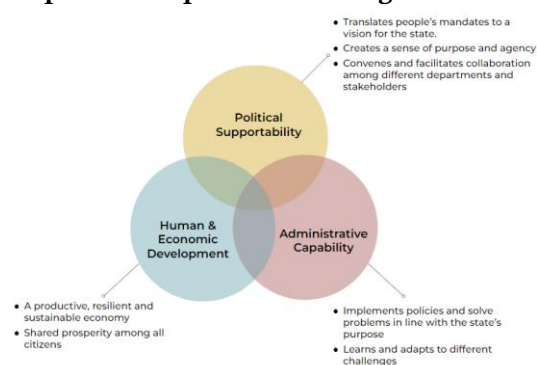 • Translates people's mandates to a
vision for the state.
• Creates a sense of purpose and agency
• Convenes and facilitates collaboration
among different departments and
stakeholders
Political
Supportability
Human &
Economic
Development
Administrative
Capability
• A productive, resilient and
sustainable economy
• Shared prosperity among all
citizens
• Implements policies and solve
problems in line with the state's
purpose
• Learns and adapts to different
challenges